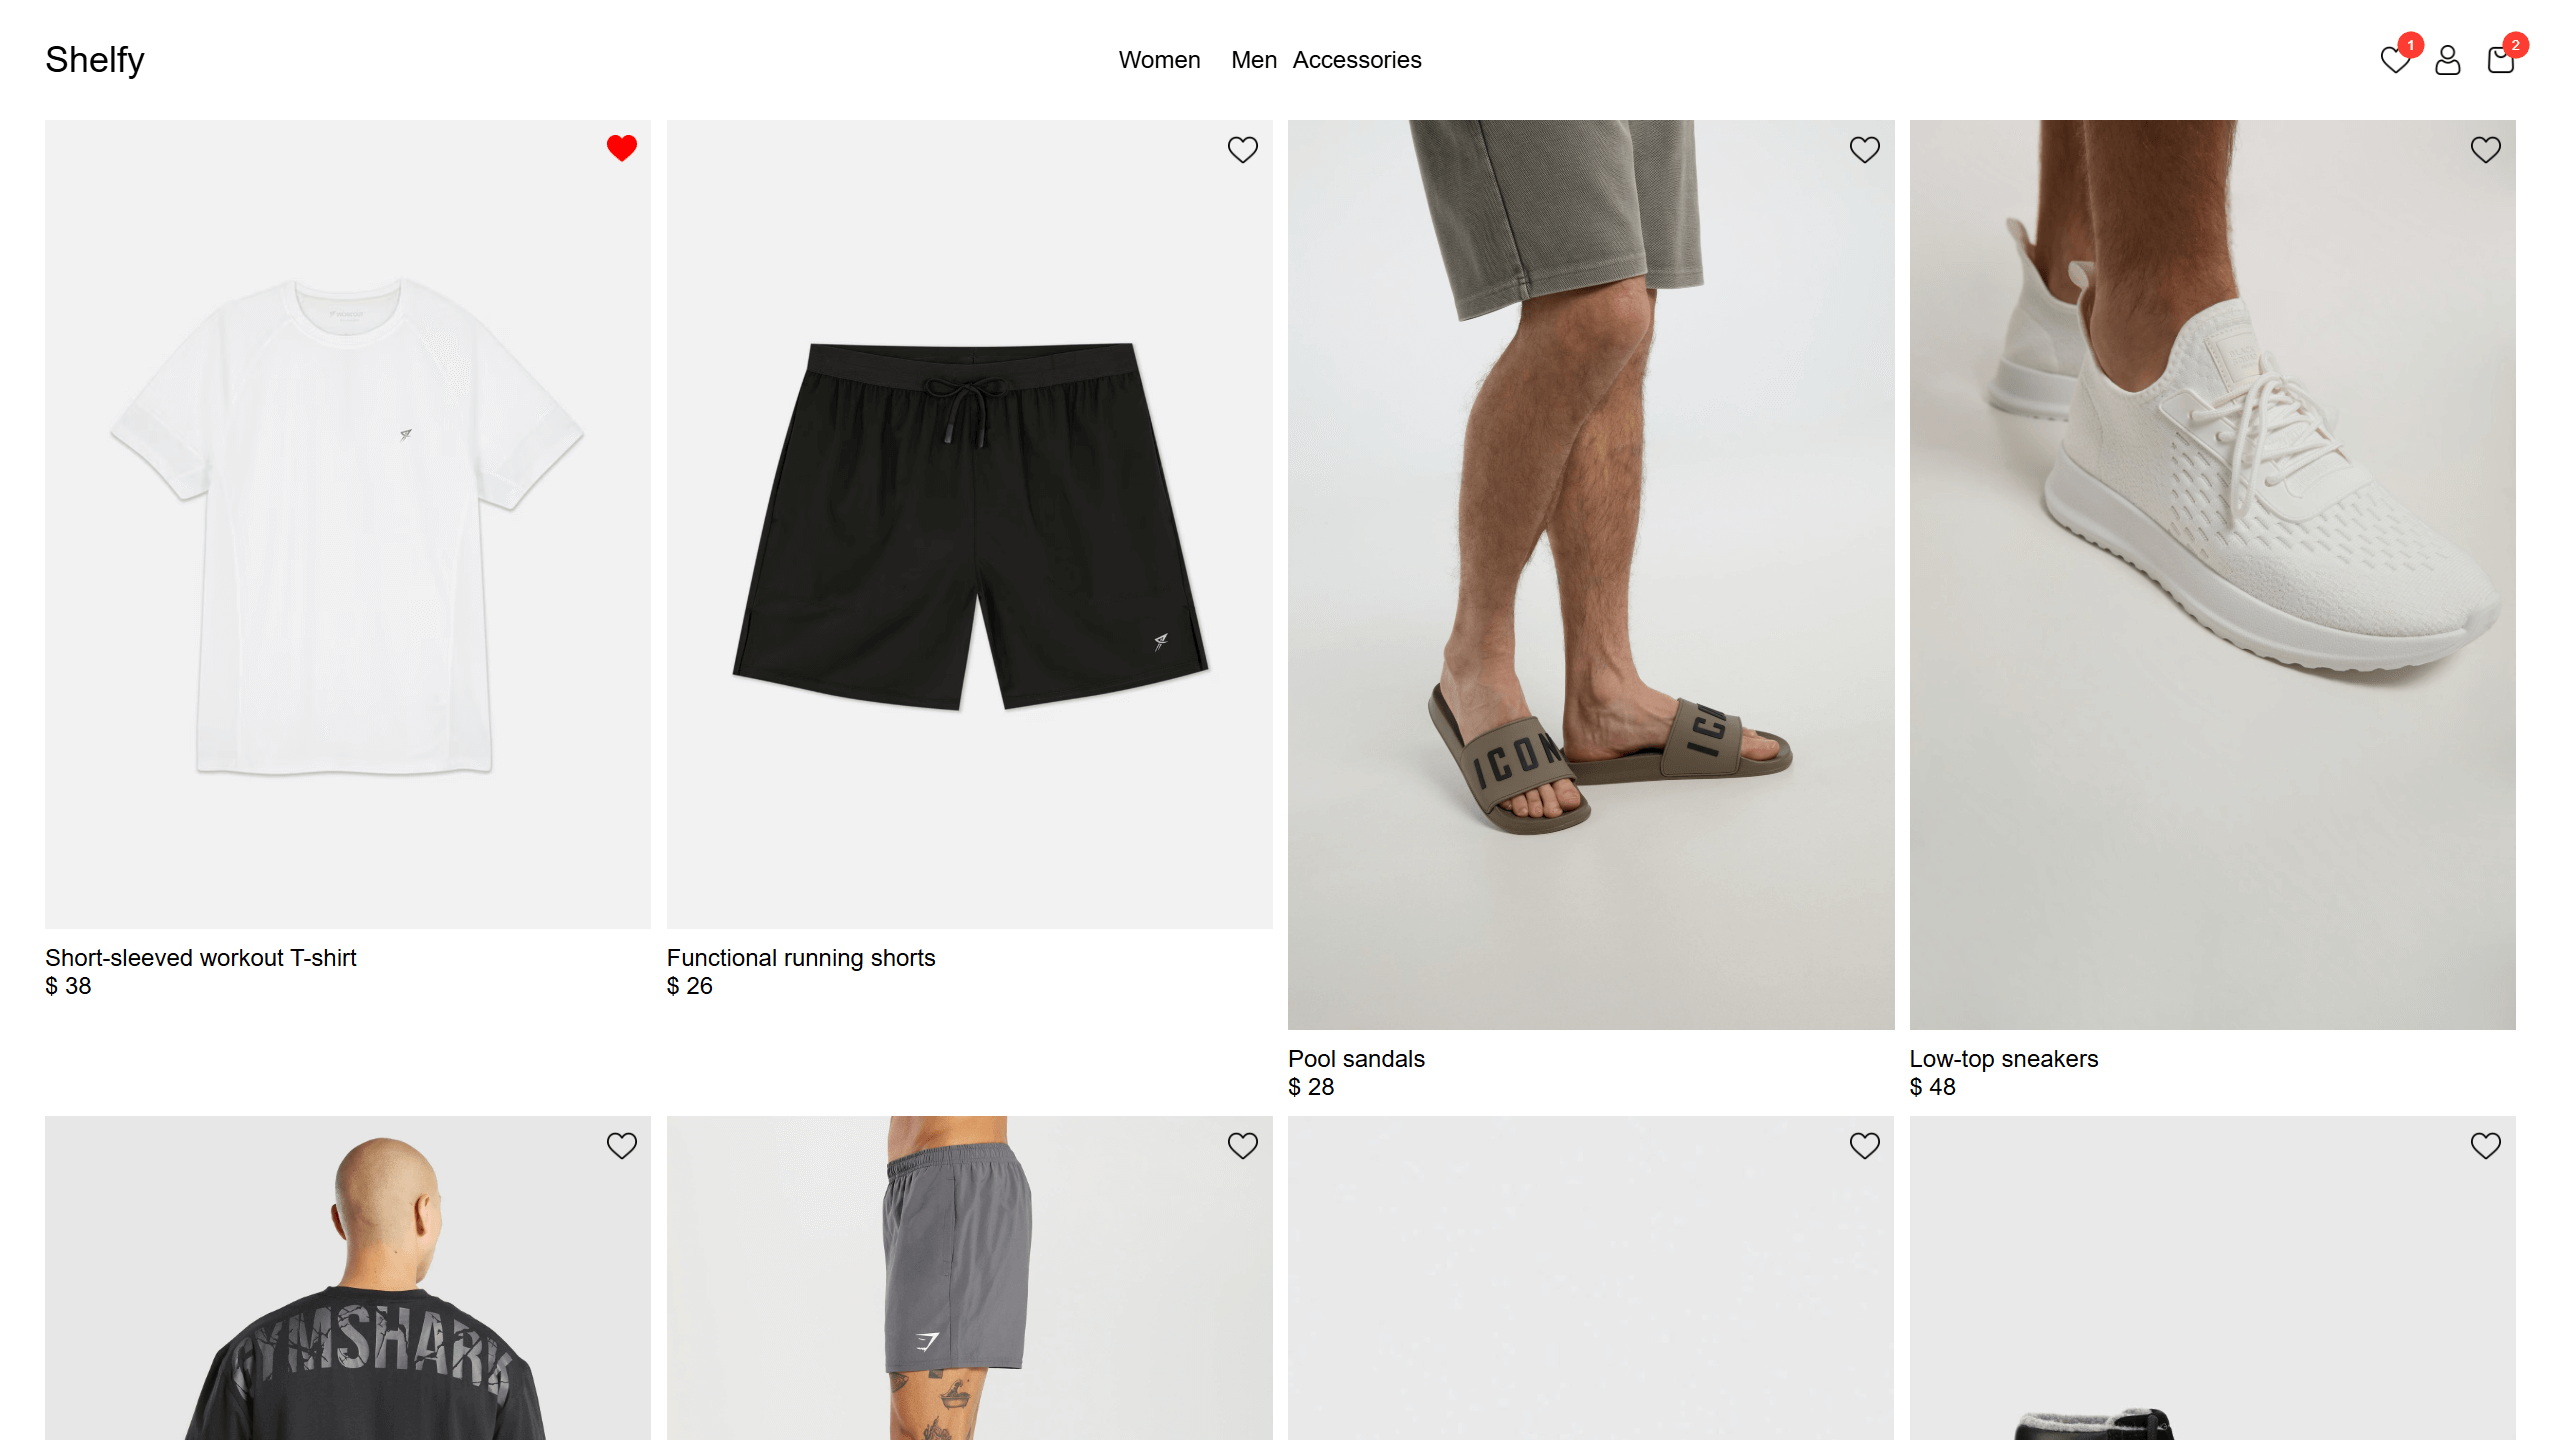 Shelfy
Women Men Accessories
1
2
ICON
Short-sleeved workout T-shirt
$ 38
Functional running shorts
$ 26
Pool sandals
$ 28
Low-top sneakers
$ 48
GYMSHARK